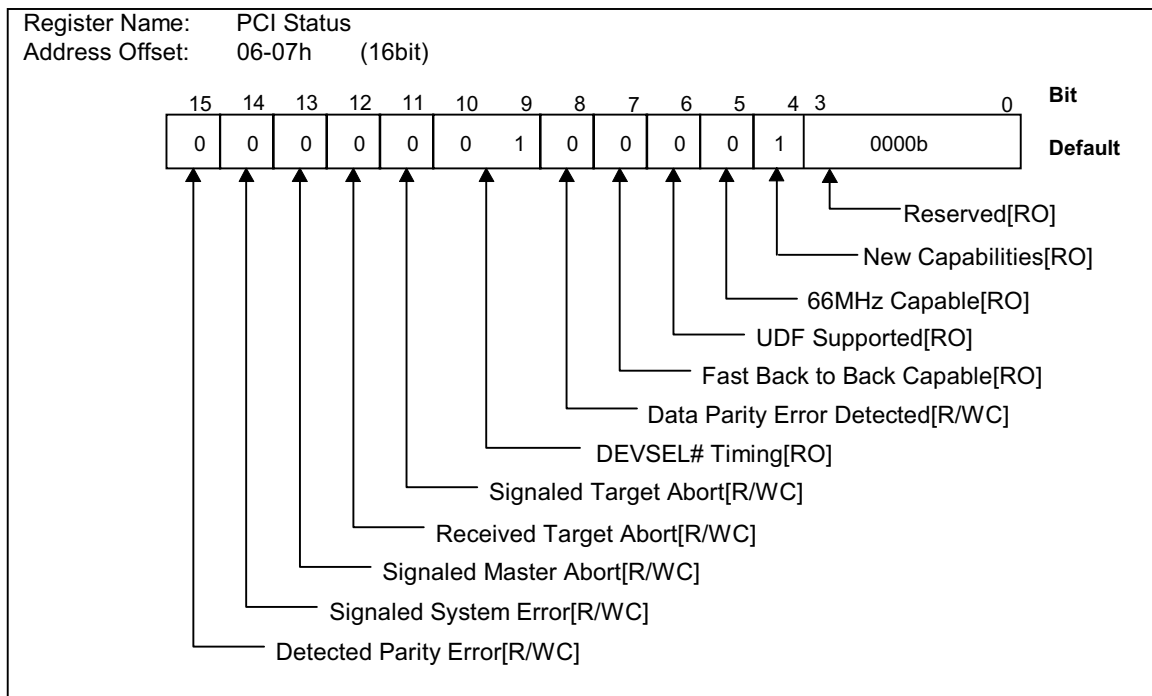 Register Name: PCI Status
Address Offset: 06-07h (16bit)
15 14 13 12 11 10 9 8 7 6 5 4 3 0 Bit
0 0 0 0 0 0 1 0 0 0 0 1 0000b Default
Reserved[RO]
New Capabilities[RO]
66MHz Capable[RO]
UDF Supported[RO]
Fast Back to Back Capable[RO]
Data Parity Error Detected[R/WC]
DEVSEL# Timing[RO]
Signaled Target Abort[R/WC]
Received Target Abort[R/WC]
Signaled Master Abort[R/WC]
Signaled System Error[R/WC]
Detected Parity Error[R/WC]